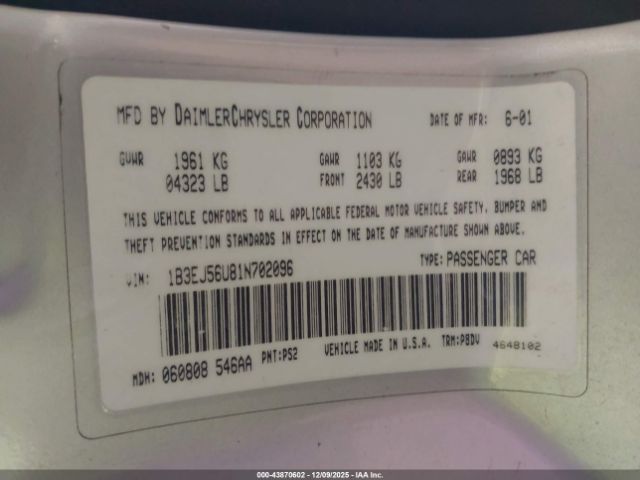 MFD BY DAIMLERCHRYSLER CORPORATION DATE OF MFR: 6-01
GVWR 1961 KG GAWR 1103 KG GAWR 0893 KG
04323 LB FRONT 2430 LB REAR 1968 LB
THIS VEHICLE CONFORMS TO ALL APPLICABLE FEDERAL MOTOR VEHICLE SAFETY, BUMPER AND
THEFT PREVENTION STANDARDS IN EFFECT ON THE DATE OF MANUFACTURE SHOWN ABOVE.
VIN: 1B3EJ56U81N702096 TYPE: PASSENGER CAR
MDH: 060808 546AA PNT:PS2 VEHICLE MADE IN U.S.A. TRM:P8DV 4648102
000-43870602 - 12/09/2025 - IAA Inc.